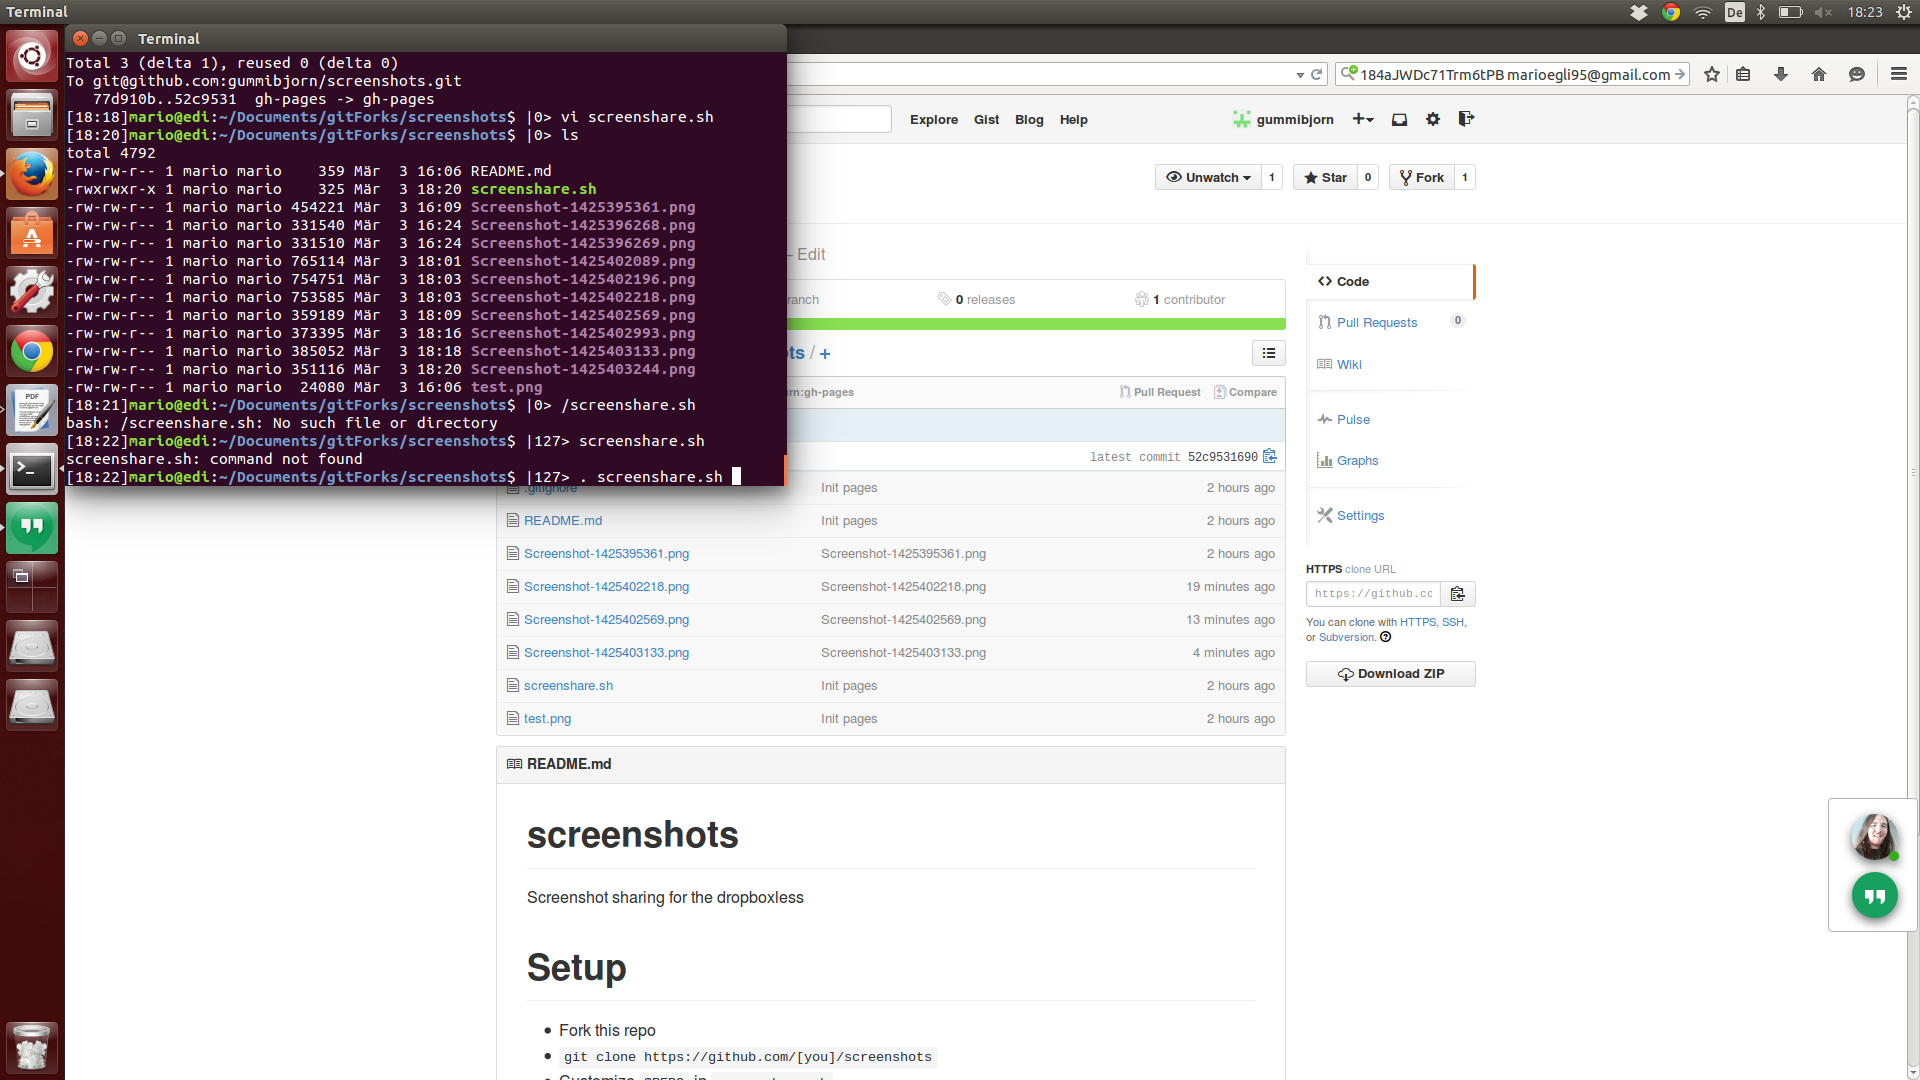 Terminal
De
18:23
Terminal
Total 3 (delta 1), reused 0 (delta 0)
To git@github.com:gummibjorn/screenshots.git
77d910b..52c9531  gh-pages -> gh-pages
[18:18]mario@edi:~/Documents/gitForks/screenshots$ |0> vi screenshare.sh
[18:20]mario@edi:~/Documents/gitForks/screenshots$ |0> ls
total 4792
-rw-rw-r-- 1 mario mario    359 Mär  3 16:06 README.md
-rwxrwxr-x 1 mario mario    325 Mär  3 18:20 screenshare.sh
-rw-rw-r-- 1 mario mario 454221 Mär  3 16:09 Screenshot-1425395361.png
-rw-rw-r-- 1 mario mario 331540 Mär  3 16:24 Screenshot-1425396268.png
-rw-rw-r-- 1 mario mario 331510 Mär  3 16:24 Screenshot-1425396269.png
-rw-rw-r-- 1 mario mario 765114 Mär  3 18:01 Screenshot-1425402089.png
-rw-rw-r-- 1 mario mario 754751 Mär  3 18:03 Screenshot-1425402196.png
-rw-rw-r-- 1 mario mario 753585 Mär  3 18:03 Screenshot-1425402218.png
-rw-rw-r-- 1 mario mario 359189 Mär  3 18:09 Screenshot-1425402569.png
-rw-rw-r-- 1 mario mario 373395 Mär  3 18:16 Screenshot-1425402993.png
-rw-rw-r-- 1 mario mario 385052 Mär  3 18:18 Screenshot-1425403133.png
-rw-rw-r-- 1 mario mario 351116 Mär  3 18:20 Screenshot-1425403244.png
-rw-rw-r-- 1 mario mario  24080 Mär  3 16:06 test.png
[18:21]mario@edi:~/Documents/gitForks/screenshots$ |0> /screenshare.sh
bash: /screenshare.sh: No such file or directory
[18:22]mario@edi:~/Documents/gitForks/screenshots$ |127> screenshare.sh
screenshare.sh: command not found
[18:22]mario@edi:~/Documents/gitForks/screenshots$ |127> . screenshare.sh
184aJWDc71Trm6tPB marioegli95@gmail.com
Explore Gist Blog Help
gummibjorn
Unwatch 1 Star 0 Fork 1
– Edit
ranch 0 releases 1 contributor
ts / +
rn:gh-pages Pull Request Compare
latest commit 52c9531690
.gitignore Init pages 2 hours ago
README.md Init pages 2 hours ago
Screenshot-1425395361.png Screenshot-1425395361.png 2 hours ago
Screenshot-1425402218.png Screenshot-1425402218.png 19 minutes ago
Screenshot-1425402569.png Screenshot-1425402569.png 13 minutes ago
Screenshot-1425403133.png Screenshot-1425403133.png 4 minutes ago
screenshare.sh Init pages 2 hours ago
test.png Init pages 2 hours ago
Code
Pull Requests 0
Wiki
Pulse
Graphs
Settings
HTTPS clone URL
https://github.cc
You can clone with HTTPS, SSH,
or Subversion.
Download ZIP
README.md
screenshots
Screenshot sharing for the dropboxless
Setup
Fork this repo
git clone https://github.com/[you]/screenshots
PDF